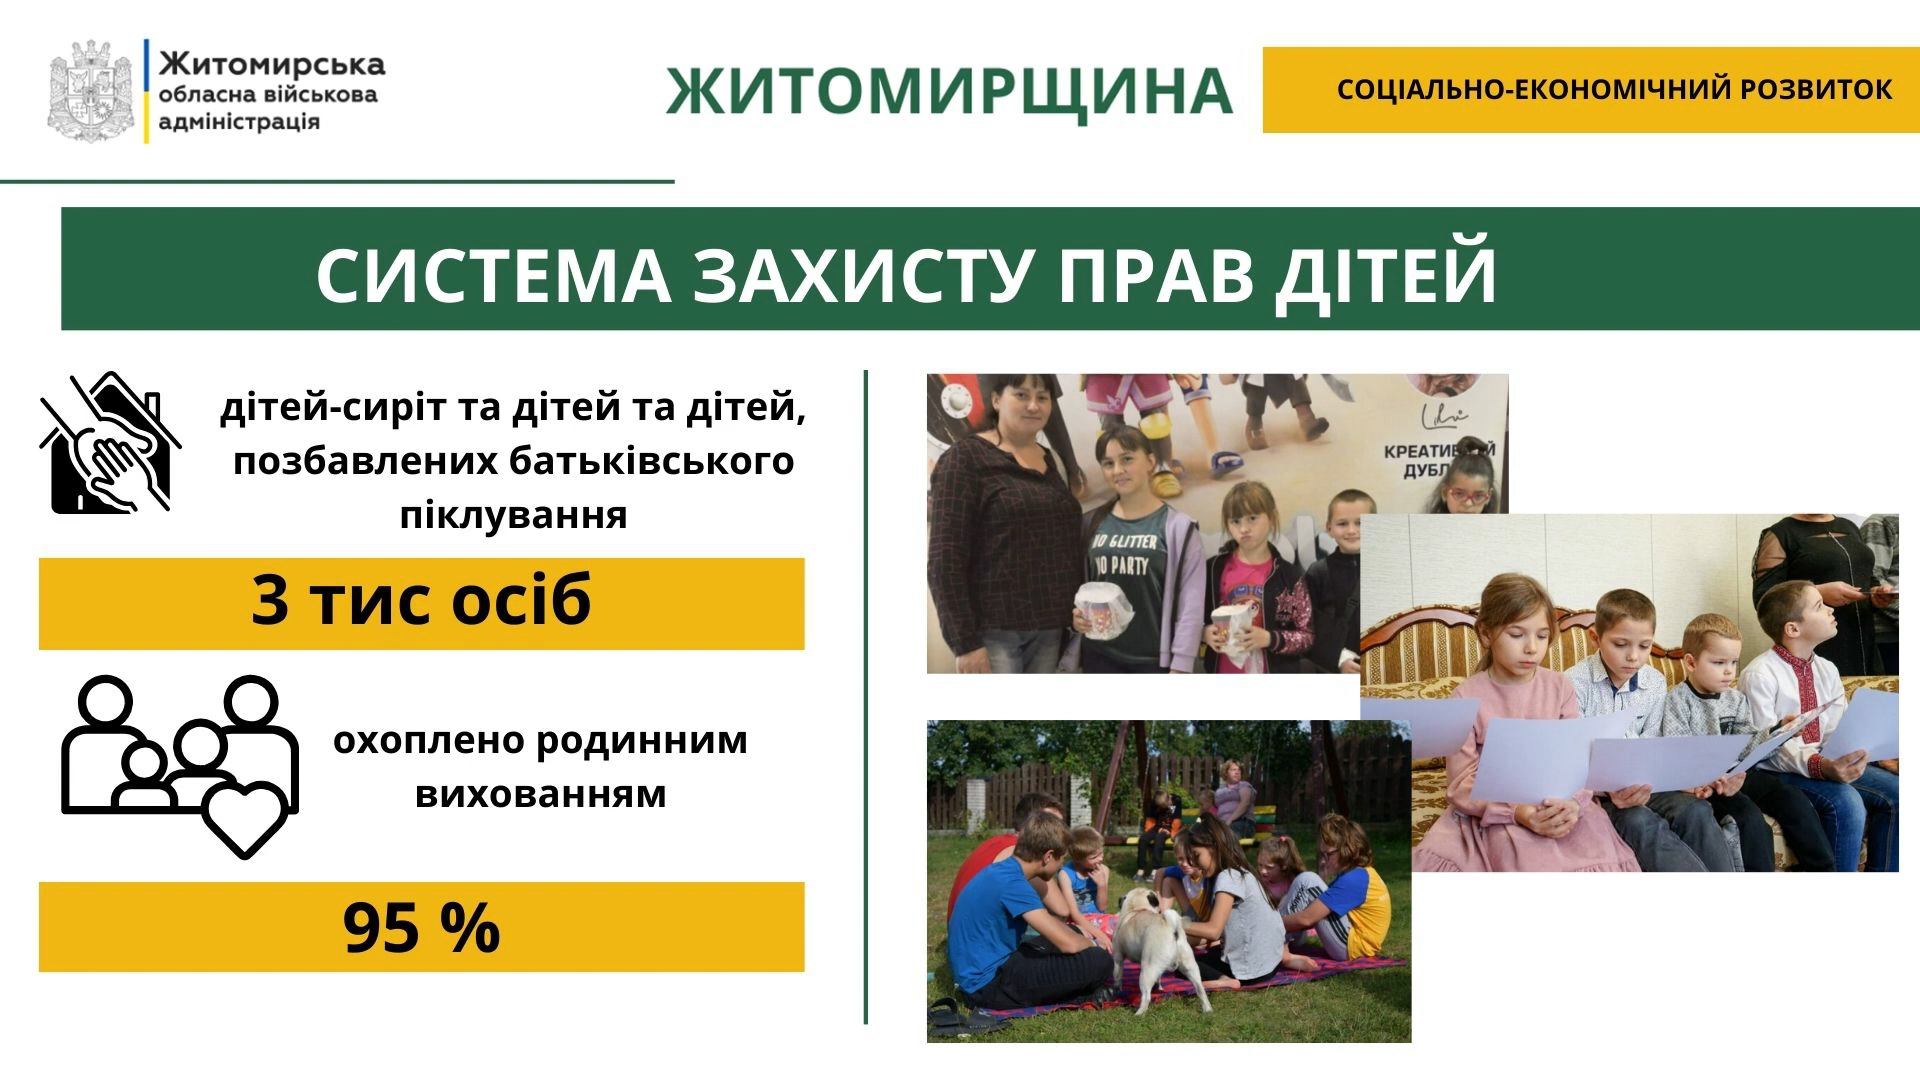 Житомирська
обласна військова
адміністрація
ЖИТОМИРЩИНА
СОЦІАЛЬНО-ЕКОНОМІЧНИЙ РОЗВИТОК
СИСТЕМА ЗАХИСТУ ПРАВ ДІТЕЙ
дітей-сиріт та дітей та дітей,
позбавлених батьківського
піклування
3 тис осіб
охоплено родинним
вихованням
95 %
NO GLITTER
NO PARTY